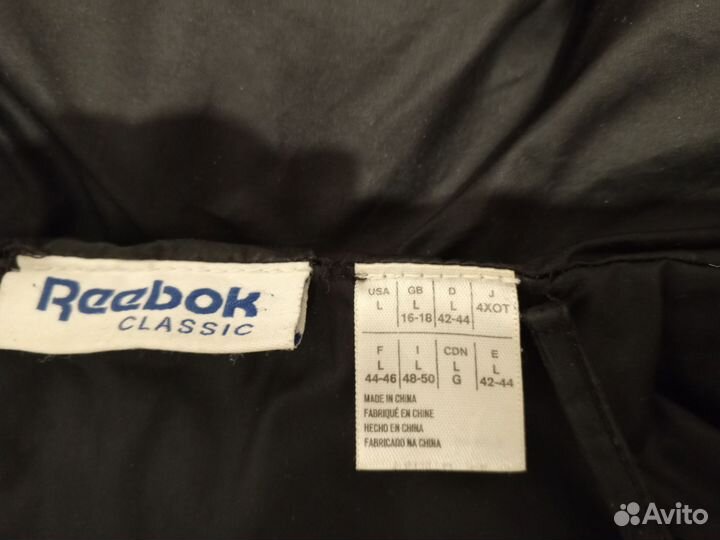 Reebok
CLASSIC
USA GB D J
L L L 4XOT
16-18 42-44
F I CDN E
L L L L
44-46 48-50 G 42-44
MADE IN CHINA
FABRIQUÉ EN CHINE
HECHO EN CHINA
FABRICADO NA CHINA
Avito